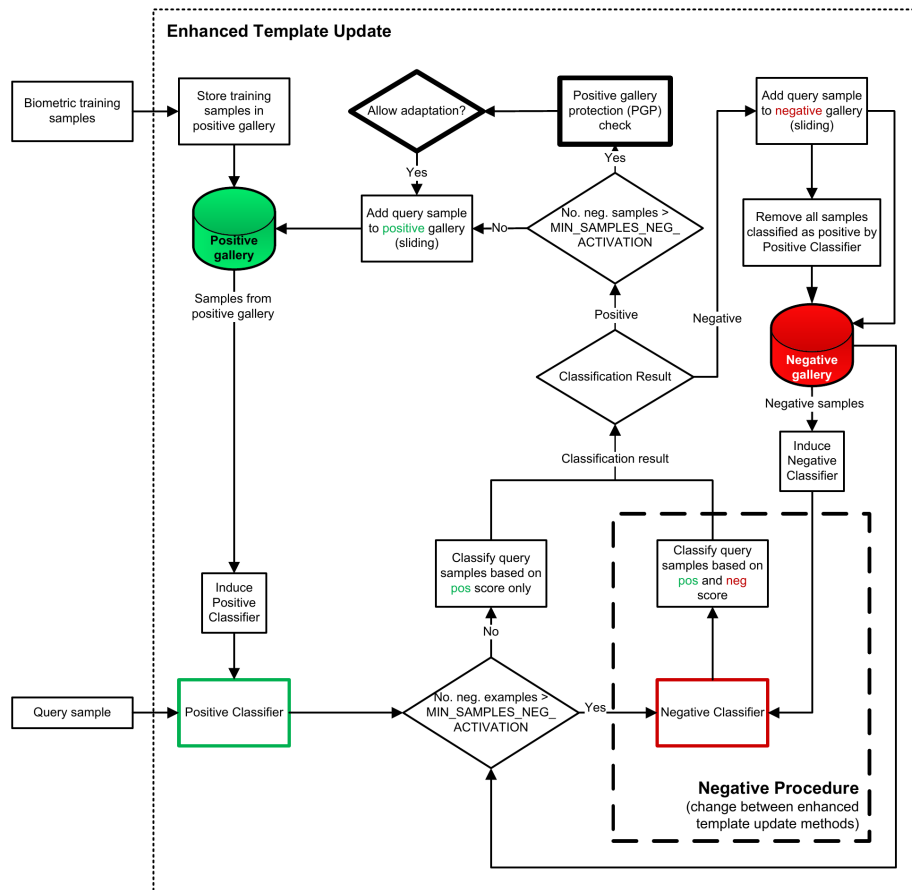 Enhanced Template Update
Biometric training
samples
Store training
samples in
positive gallery
Allow adaptation?
Positive gallery
protection (PGP)
check
Add query sample
to negative gallery
(sliding)
Yes
Yes
Positive
gallery
Add query sample
to positive gallery
(sliding)
No
No. neg. samples >
MIN_SAMPLES_NEG_
ACTIVATION
Remove all samples
classified as positive by
Positive Classifier
Samples from
positive gallery
Positive
Negative
Negative
gallery
Classification Result
Negative samples
Classification result
Induce
Negative
Classifier
Classify query
samples based on
pos score only
Classify query
samples based on
pos and neg
score
Induce
Positive
Classifier
No
Query sample
Positive Classifier
No. neg. examples >
MIN_SAMPLES_NEG_
ACTIVATION
Yes
Negative Classifier
Negative Procedure
(change between enhanced
template update methods)